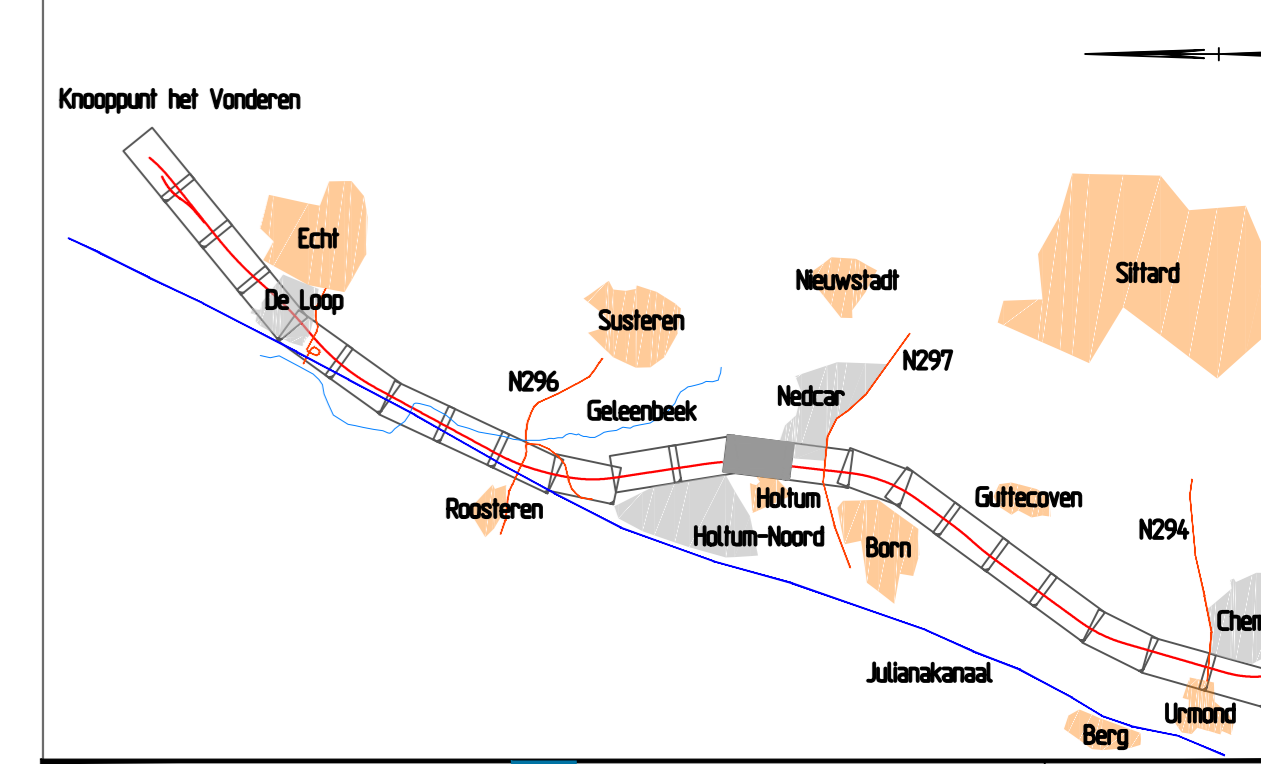 Knooppunt het Vonderen
Echt
De Loop
Nieuwstadt
Sittard
Susteren
N296
N297
Geleenbeek
Nedcar
Roosteren
Holtum
Guttecoven
Holtum-Noord
Born
N294
Chem
Julianakanaal
Urmond
Berg